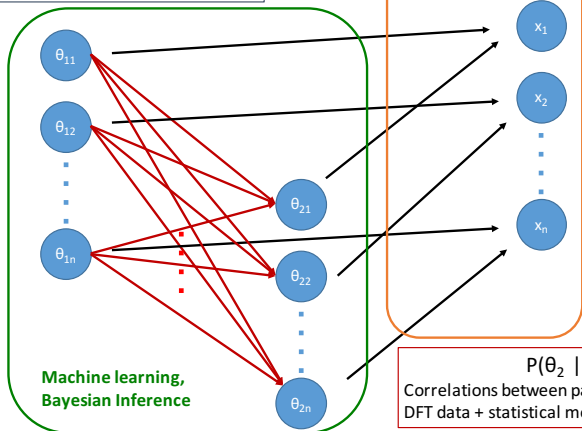 θ₁₁
θ₁₂
θ₁ₙ
θ₂₁
θ₂₂
θ₂ₙ
x₁
x₂
xₙ
Machine learning,
Bayesian Inference
P(θ₂ |
Correlations between
DFT data + statistical